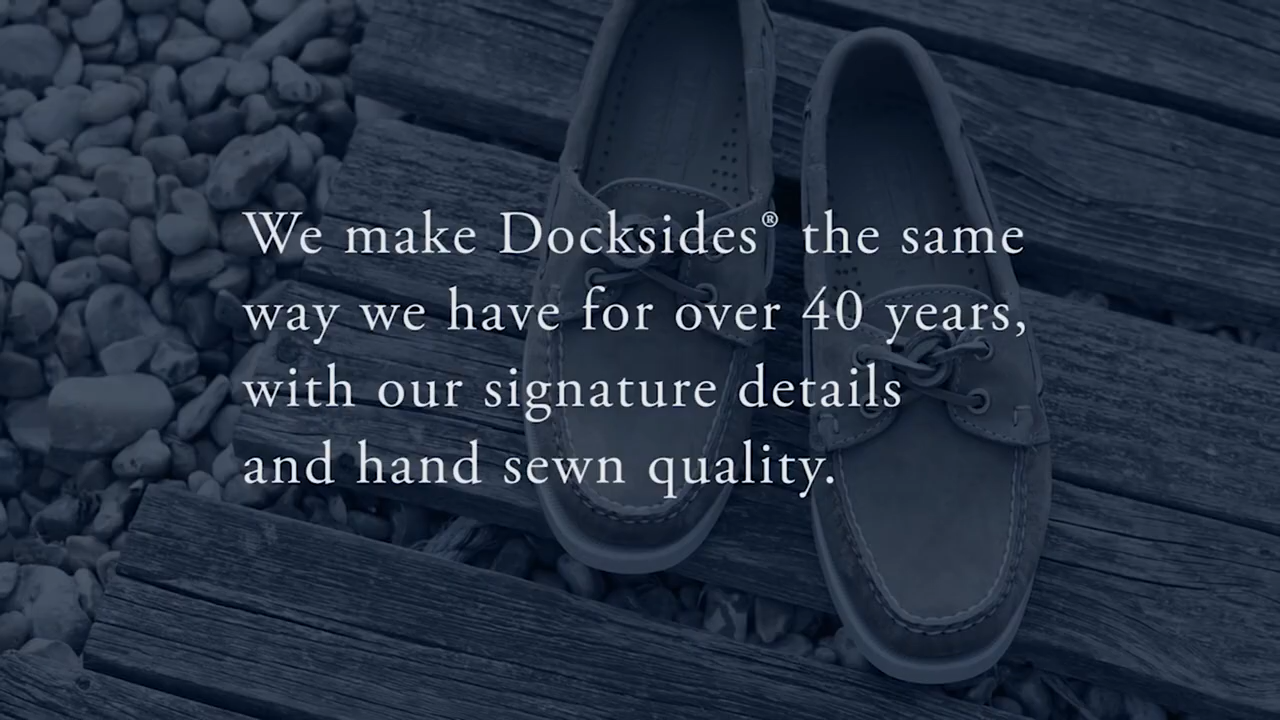 We make Docksides® the same
way we have for over 40 years,
with our signature details
and hand sewn quality.